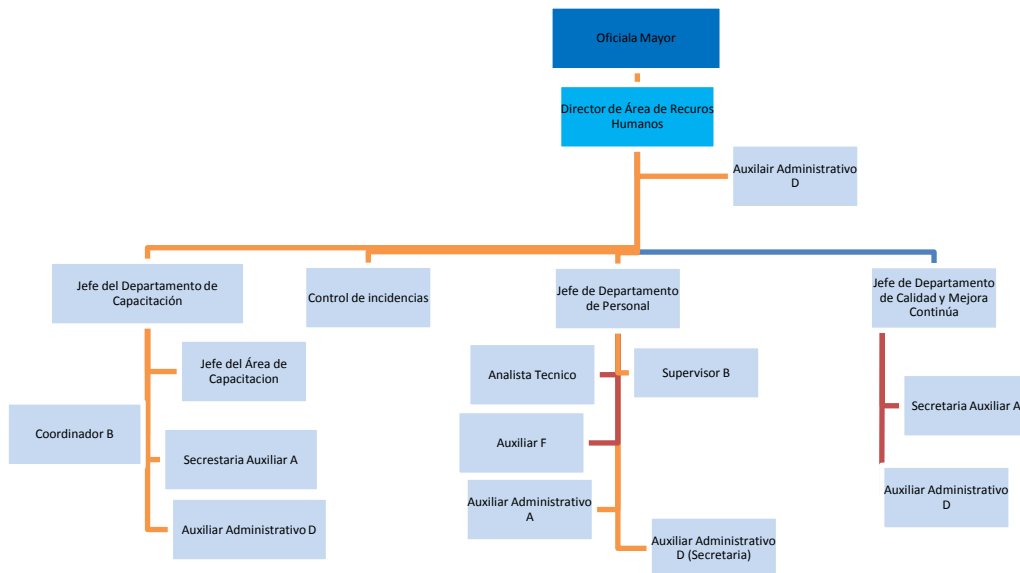 Oficiala Mayor
Director de Área de Recuros
Humanos
Auxilair Administrativo
D
Jefe del Departamento de
Capacitación
Control de incidencias
Jefe de Departamento
de Personal
Jefe de Departamento
de Calidad y Mejora
Continúa
Jefe del Área de
Capacitacion
Coordinador B
Secrestaria Auxiliar A
Auxiliar Administrativo D
Analista Tecnico
Supervisor B
Auxiliar F
Auxiliar Administrativo
A
Auxiliar Administrativo
D (Secretaria)
Secretaria Auxiliar A
Auxiliar Administrativo
D